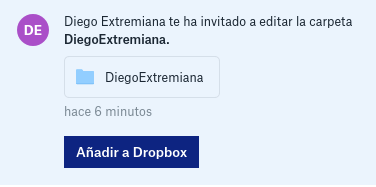 DE
Diego Extremiana te ha invitado a editar la carpeta
DiegoExtremiana.
DiegoExtremiana
hace 6 minutos
Añadir a Dropbox